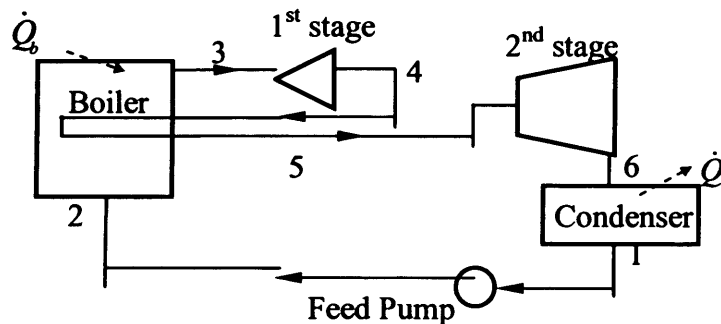 1st stage
2nd stage
Q̇b
3
4
Boiler
5
6
Q̇
2
Condenser
1
Feed Pump